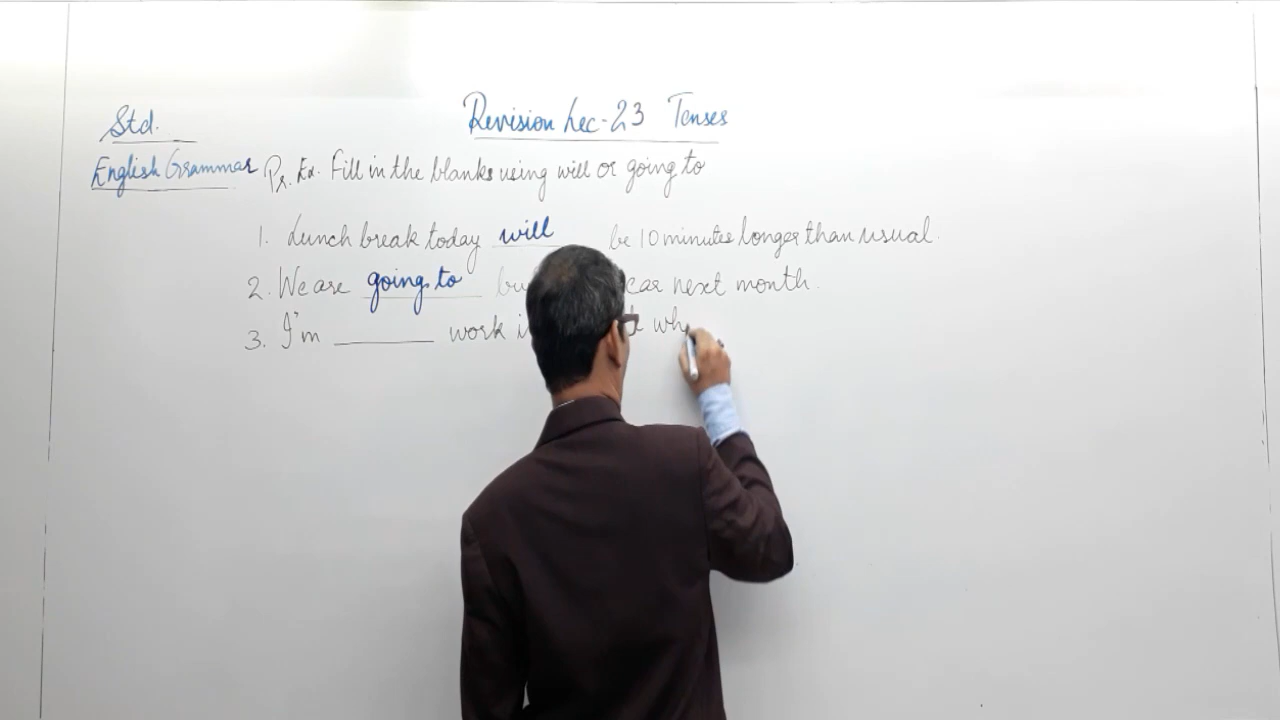 Revision Lec-23 Tenses
Std.
English Grammar Pr. Ex. Fill in the blanks using will or going to
1. Lunch break today will be 10 minutes longer than usual.
2. We are going to car next month.
3. I'm ______ work